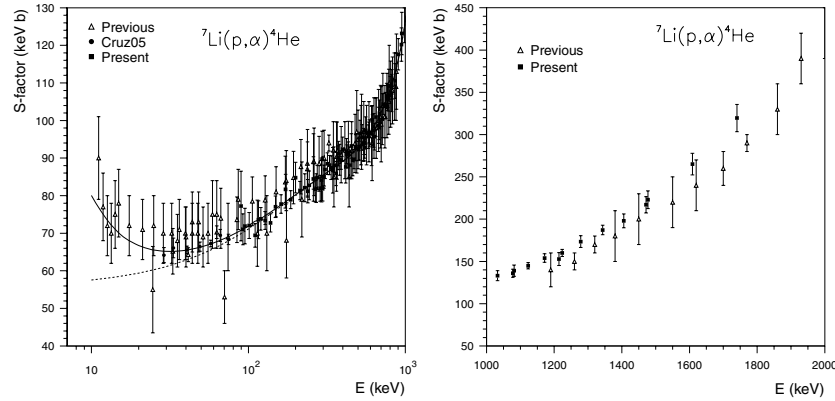 130
120
110
100
90
80
70
60
50
40
S-factor (keV b)
⁷Li(p,α)⁴He
Previous
Cruz05
Present
10
10²
10³
E (keV)
450
400
350
300
250
200
150
100
50
S-factor (keV b)
⁷Li(p,α)⁴He
Previous
Present
1000 1200 1400 1600 1800 2000
E (keV)